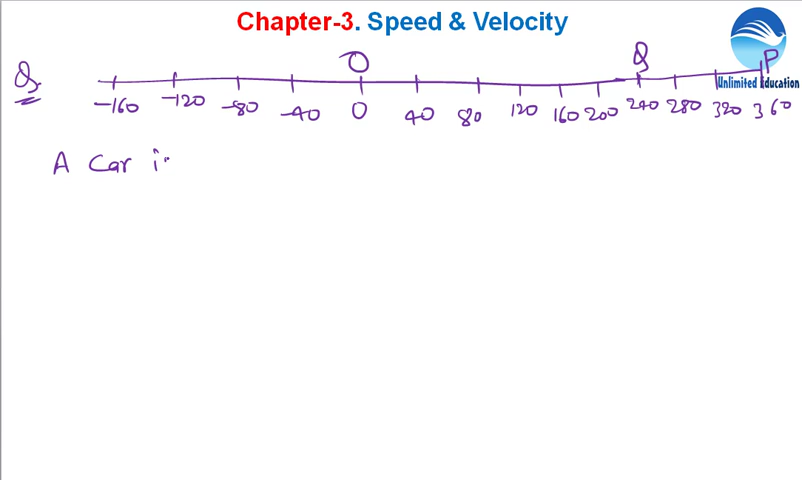 Chapter-3. Speed & Velocity
O Q P
Q. -160 -120 -80 -40 0 40 80 120 160 200 240 280 320 360
Unlimited Education
A Car is